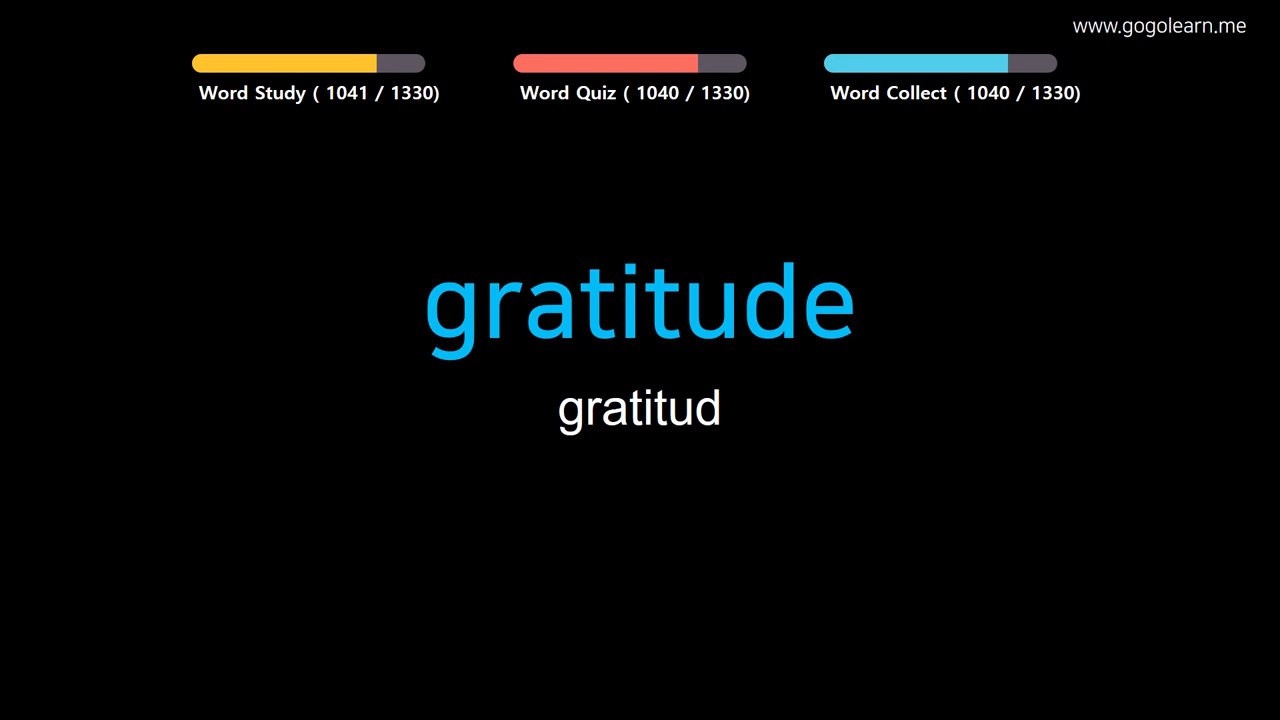 www.gogolearn.me
Word Study ( 1041 / 1330)
Word Quiz ( 1040 / 1330)
Word Collect ( 1040 / 1330)
gratitude
gratitud